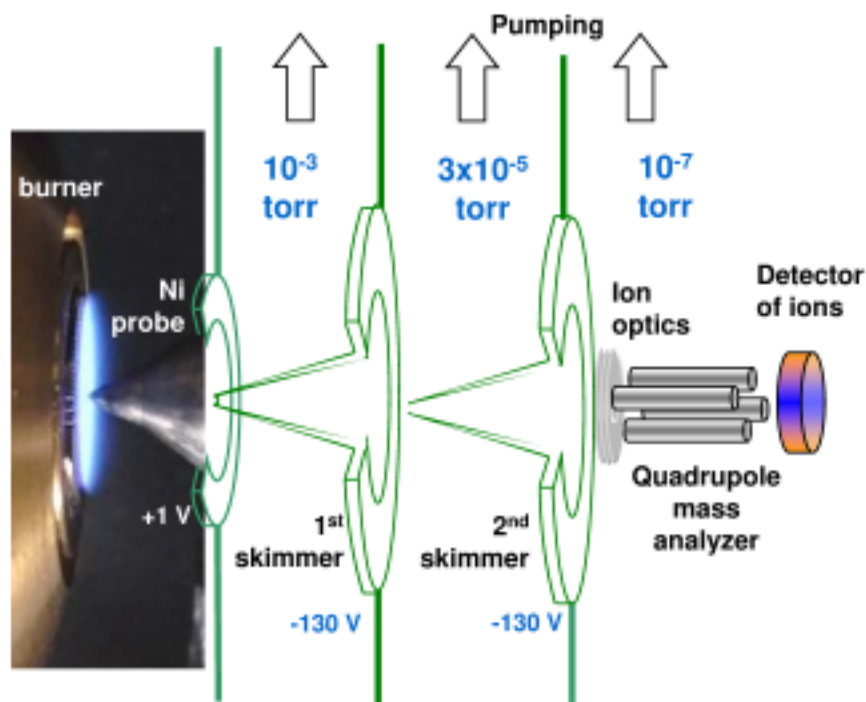 Pumping
10⁻³
torr
3x10⁻⁵
torr
10⁻⁷
torr
burner
Ni
probe
+1 V
1st
skimmer
-130 V
2nd
skimmer
-130 V
Ion
optics
Detector
of ions
Quadrupole
mass
analyzer